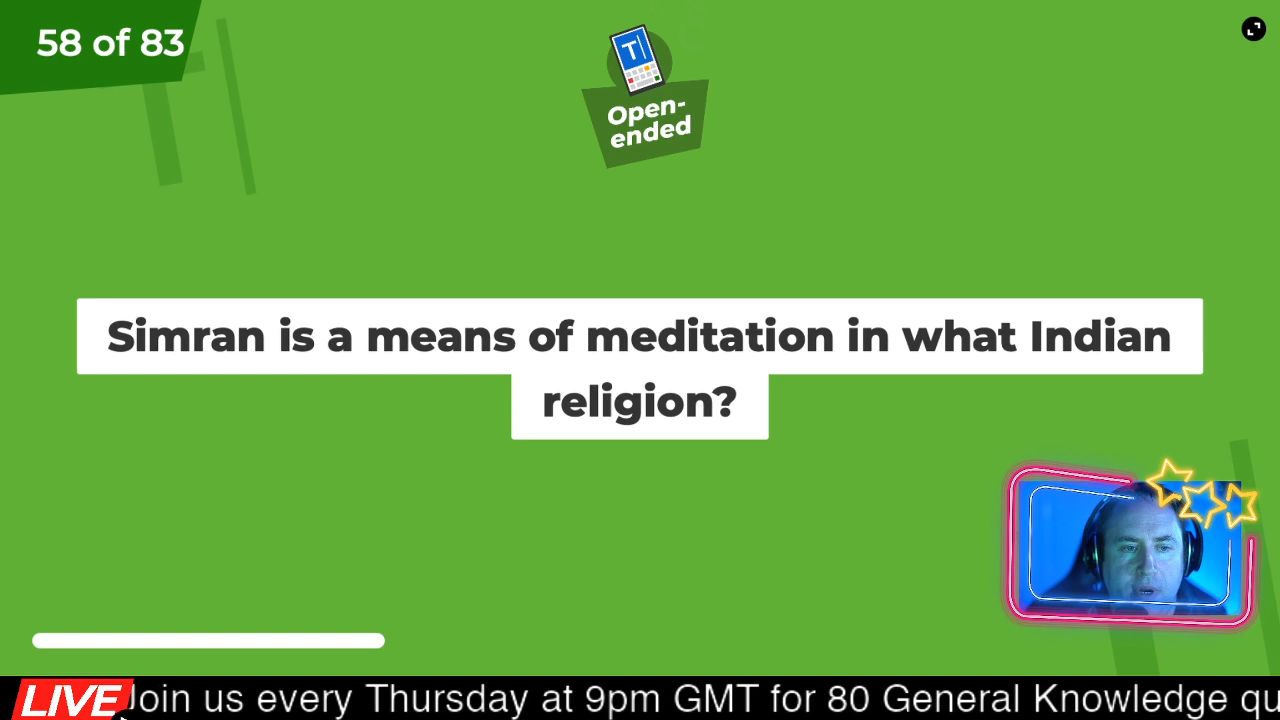 58 of 83
T
Open-
ended
Simran is a means of meditation in what Indian
religion?
LIVE Join us every Thursday at 9pm GMT for 80 General Knowledge qu